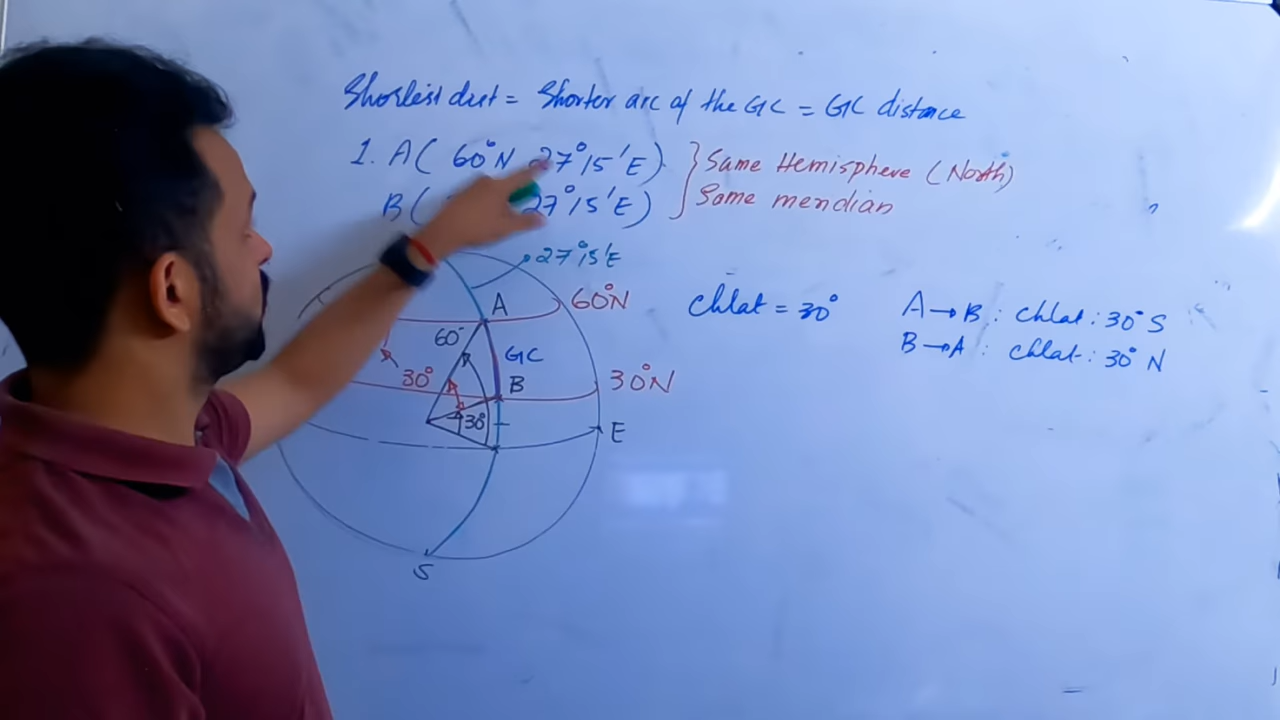 Shortest dist = Shorter arc of the GC = GC distance
1. A( 60°N 27°15'E)
B( 27°15'E)
} Same Hemisphere (North)
Same meridian
27°15'E
A
60°N
60°
GC
30°
B
30°N
30°
E
S
Chlat = 30°
A→B : chlat : 30° S
B→A : chlat : 30° N